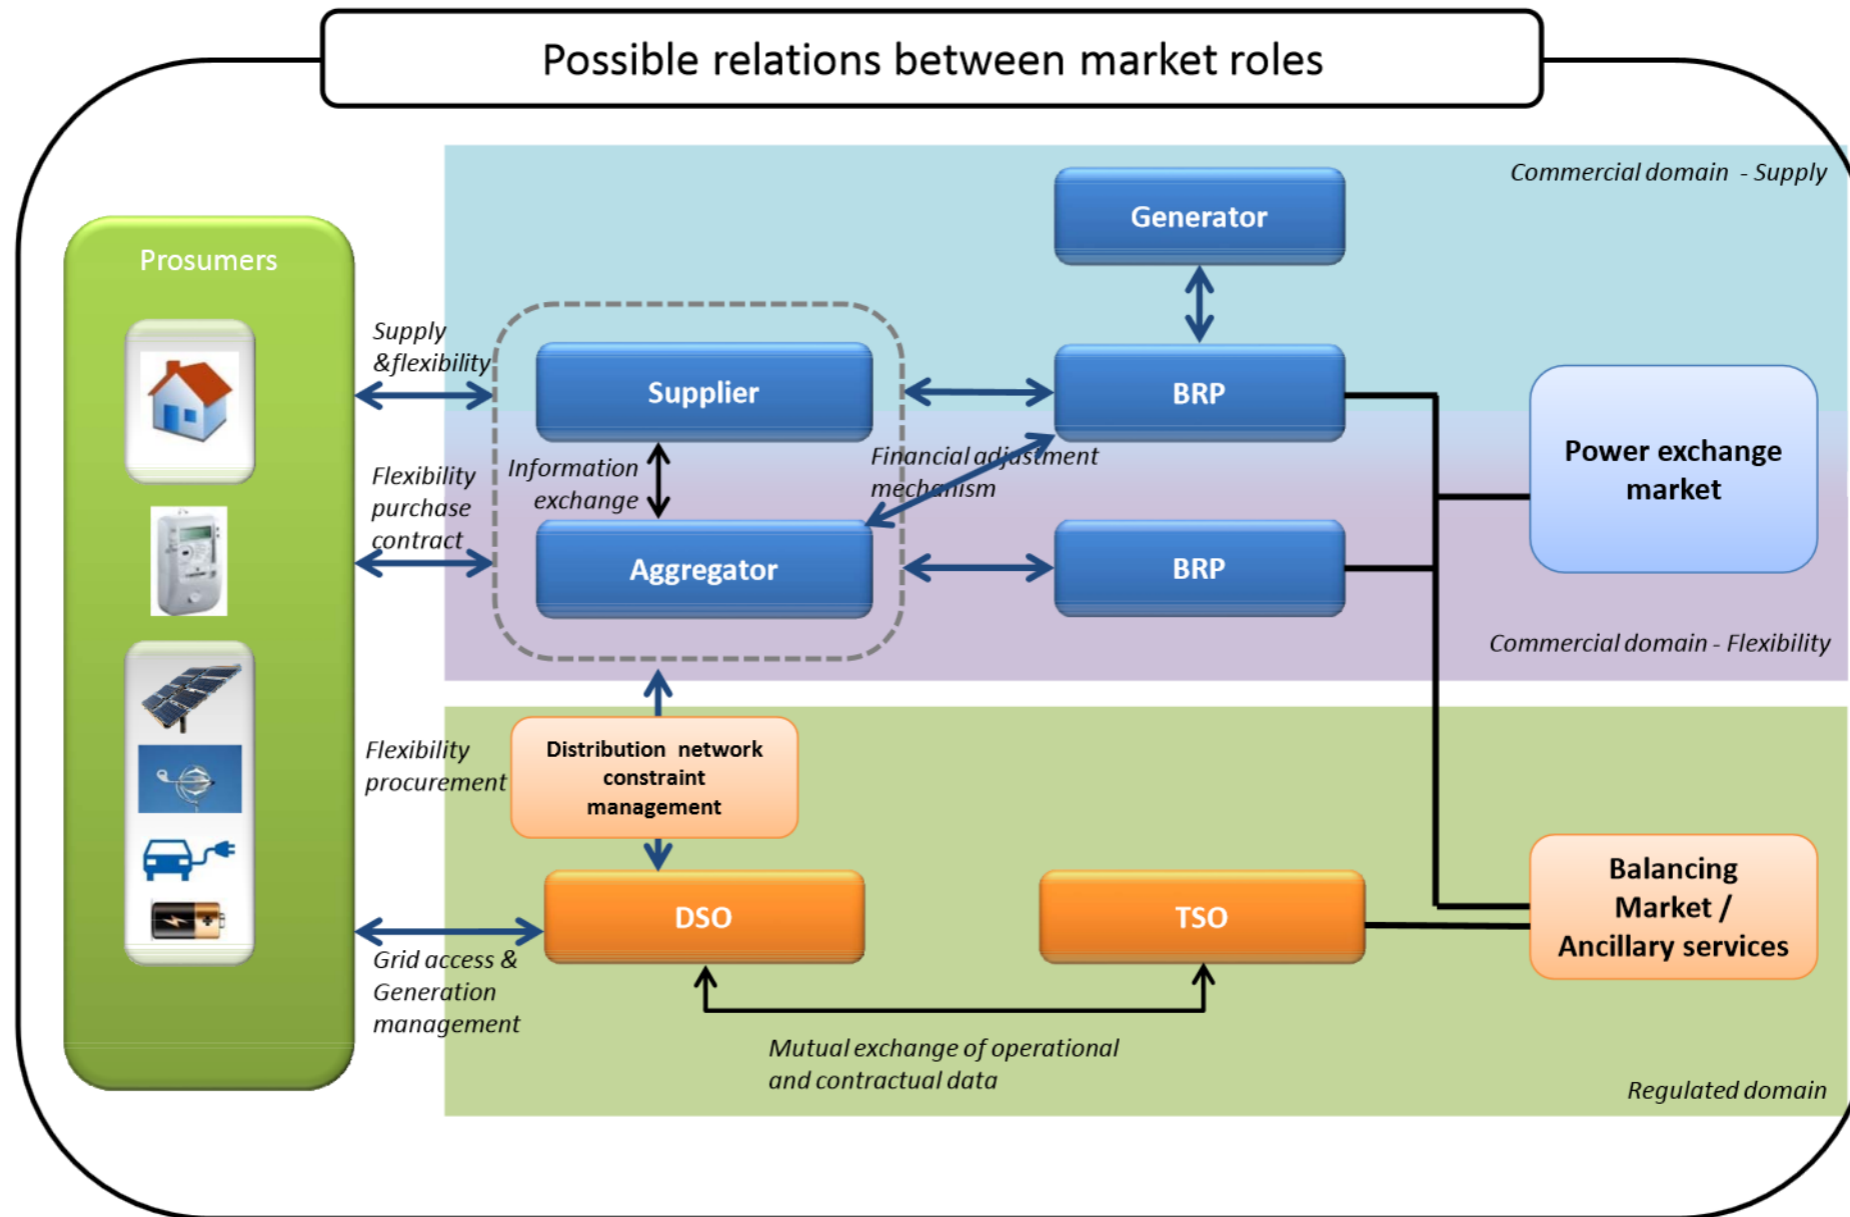 Possible relations between market roles
Commercial domain - Supply
Generator
Prosumers
Supply
&flexibility
Supplier
BRP
Power exchange
market
Flexibility
purchase
contract
Information
exchange
Financial adjustment
mechanism
Aggregator
BRP
Commercial domain - Flexibility
Flexibility
procurement
Distribution network
constraint
management
DSO
TSO
Balancing
Market /
Ancillary services
Grid access &
Generation
management
Mutual exchange of operational
and contractual data
Regulated domain